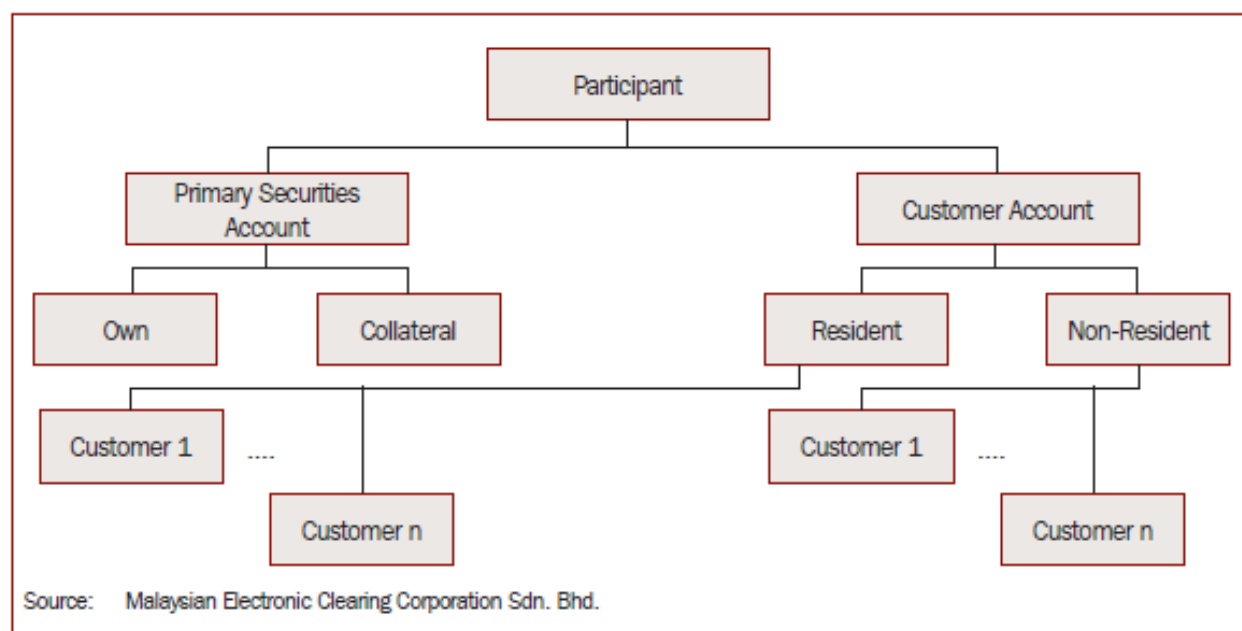 Participant
Primary Securities
Account
Customer Account
Own
Collateral
Resident
Non-Resident
Customer 1
....
Customer 1
....
Customer n
Customer n
Source: Malaysian Electronic Clearing Corporation Sdn. Bhd.